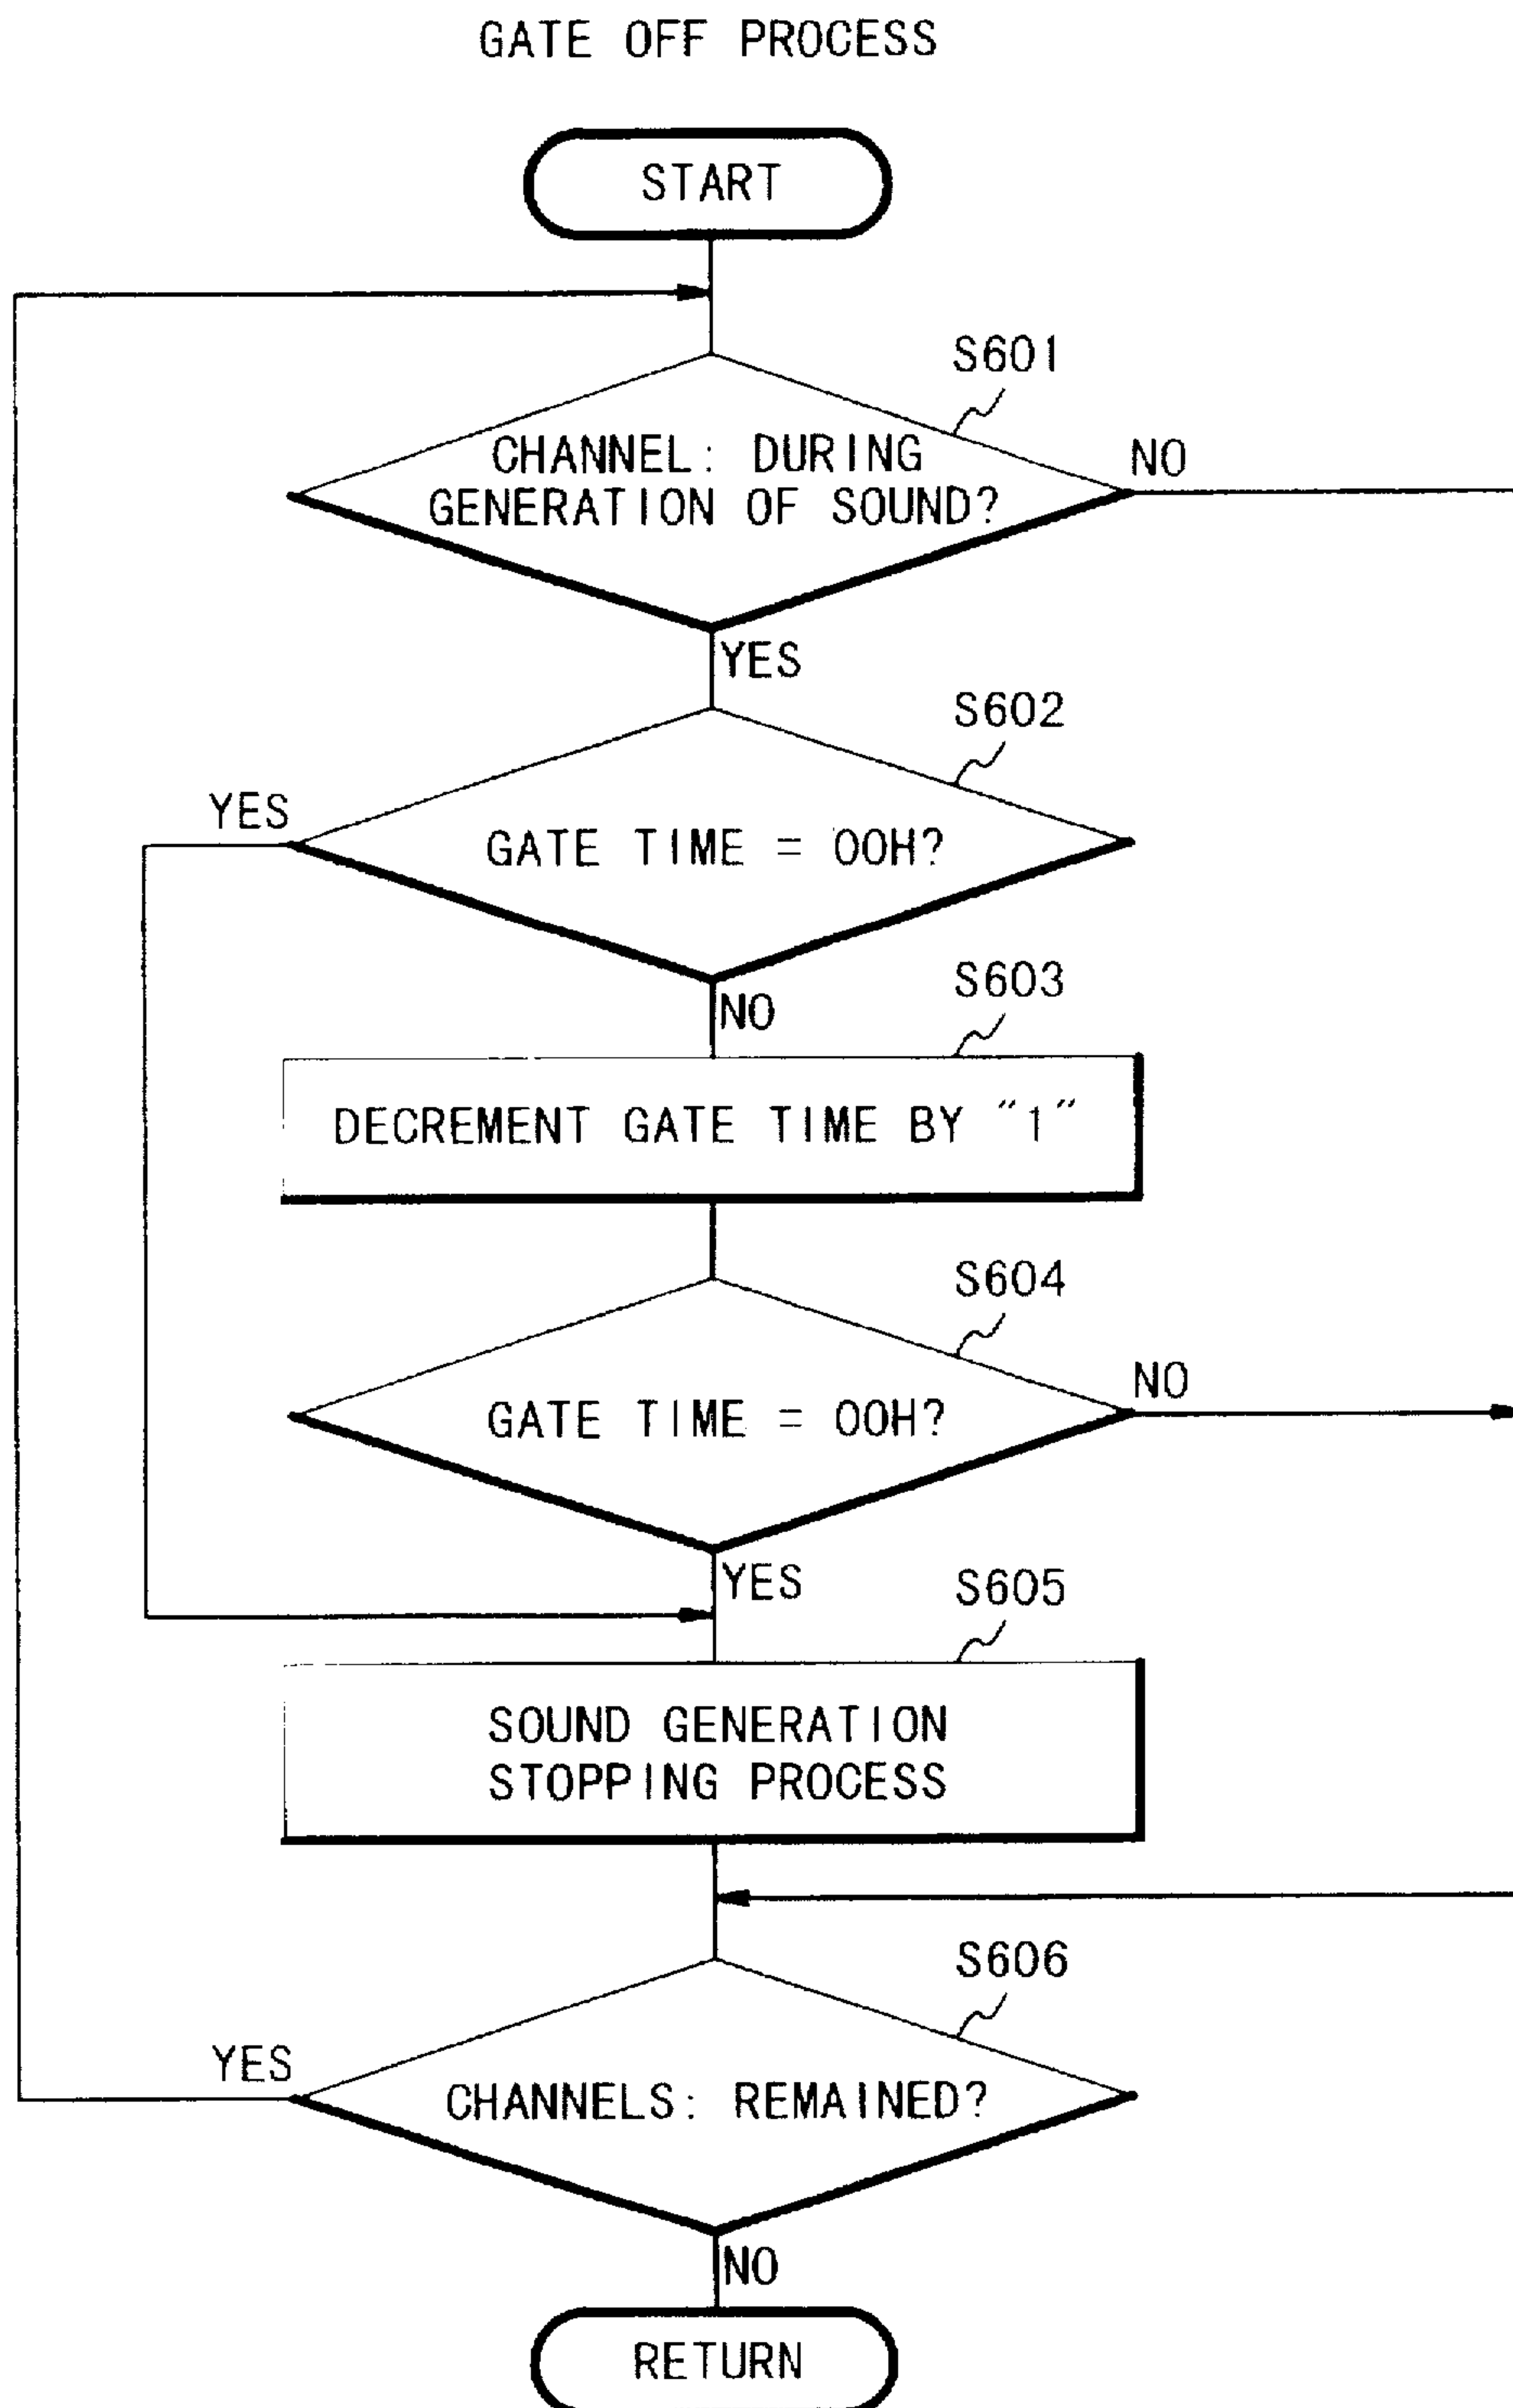 GATE OFF PROCESS
START
S601
CHANNEL: DURING
GENERATION OF SOUND?
NO
YES
S602
YES
GATE TIME = 00H?
NO
S603
DECREMENT GATE TIME BY "1"
S604
NO
GATE TIME = 00H?
YES
S605
SOUND GENERATION
STOPPING PROCESS
S606
YES
CHANNELS: REMAINED?
NO
RETURN